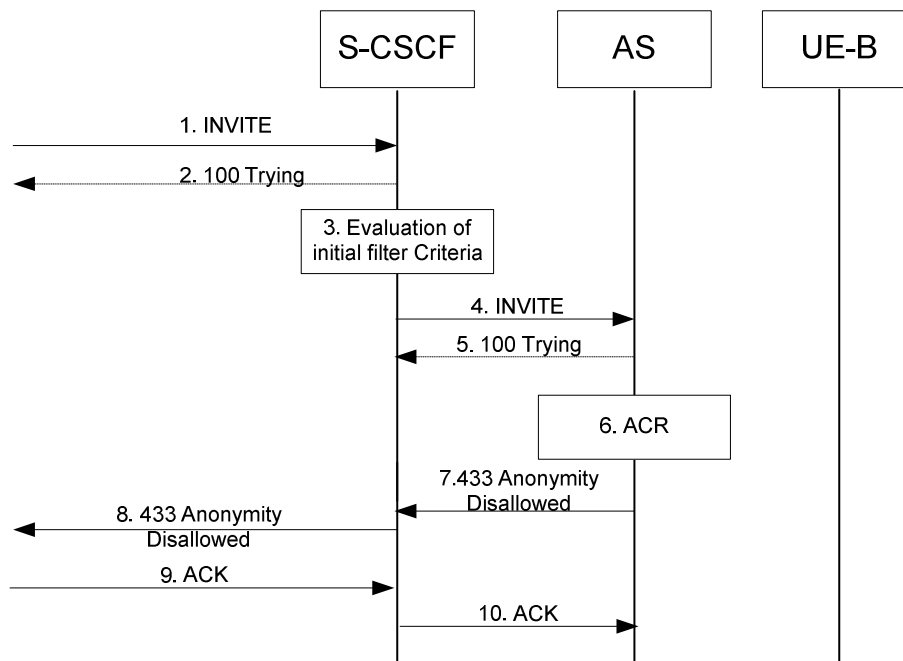 S-CSCF
AS
UE-B
1. INVITE
2. 100 Trying
3. Evaluation of
initial filter Criteria
4. INVITE
5. 100 Trying
6. ACR
7.433 Anonymity
Disallowed
8. 433 Anonymity
Disallowed
9. ACK
10. ACK